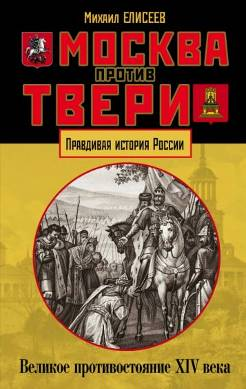 Михаил ЕЛИСЕЕВ
МОСКВА
ПРОТИВ
ТВЕРИ
Правдивая история России
Великое противостояние XIV века